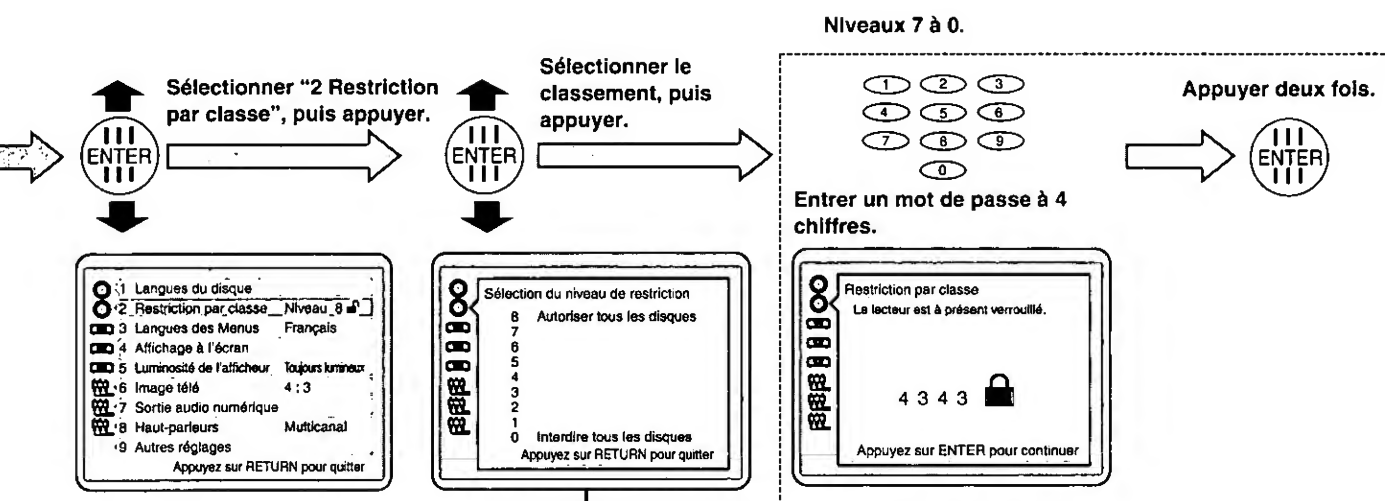 Niveaux 7 à 0.
Sélectionner “2 Restriction
par classe”, puis appuyer.
Sélectionner le
classement, puis
appuyer.
1 2 3
4 5 6
7 8 9
0
Appuyer deux fois.
ENTER
ENTER
ENTER
Entrer un mot de passe à 4
chiffres.
1 Langues du disque
2 Restriction par classe Niveau 8
3 Langues des Menus Français
4 Affichage à l'écran
5 Luminosité de l'afficheur Toujours lumineux
6 Image télé 4 : 3
7 Sortie audio numérique
8 Haut-parleurs Multicanal
9 Autres réglages
Appuyez sur RETURN pour quitter
Sélection du niveau de restriction
8 Autoriser tous les disques
7
6
5
4
3
2
1
0 Interdire tous les disques
Appuyez sur RETURN pour quitter
Restriction par classe
Le lecteur est à présent verrouillé.
4 3 4 3
Appuyez sur ENTER pour continuer